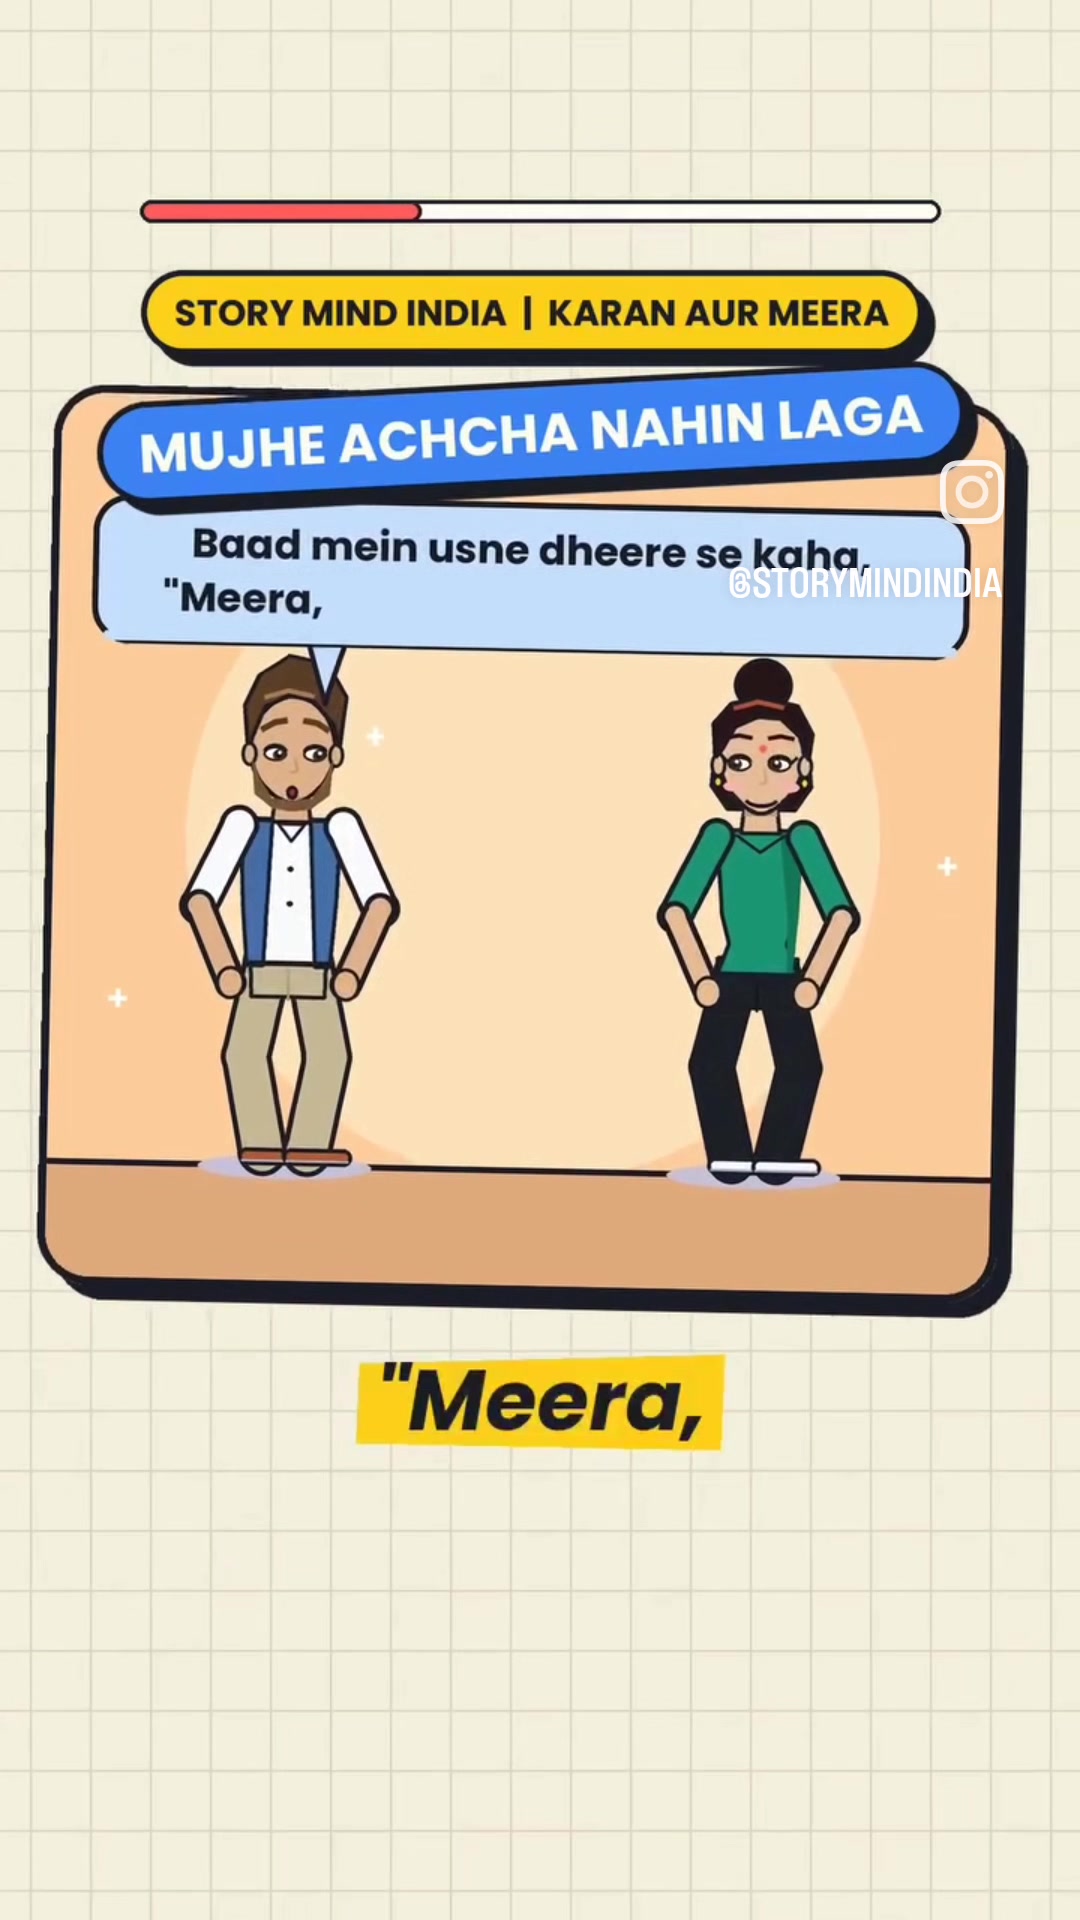 STORY MIND INDIA | KARAN AUR MEERA
MUJHE ACHCHA NAHIN LAGA
Baad mein usne dheere se kaha,
"Meera,
@STORYMINDINDIA
"Meera,